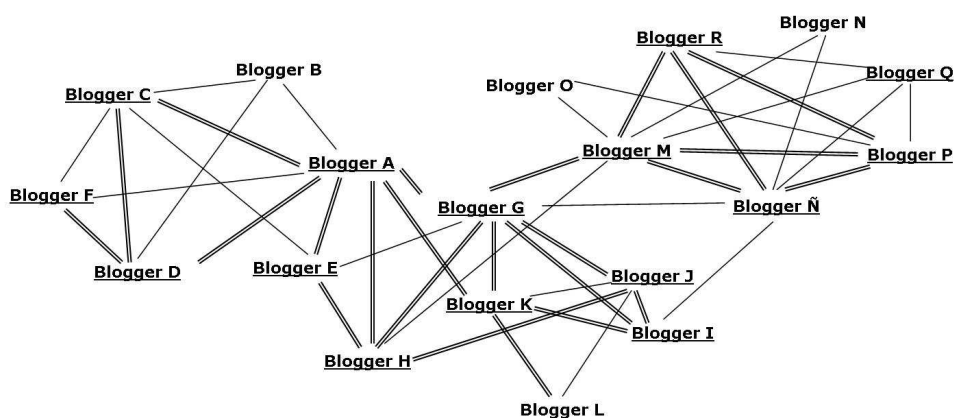 Blogger N
Blogger R
Blogger B
Blogger Q
Blogger O
Blogger C
Blogger M
Blogger P
Blogger A
Blogger F
Blogger G
Blogger Ñ
Blogger D
Blogger E
Blogger J
Blogger K
Blogger I
Blogger H
Blogger L